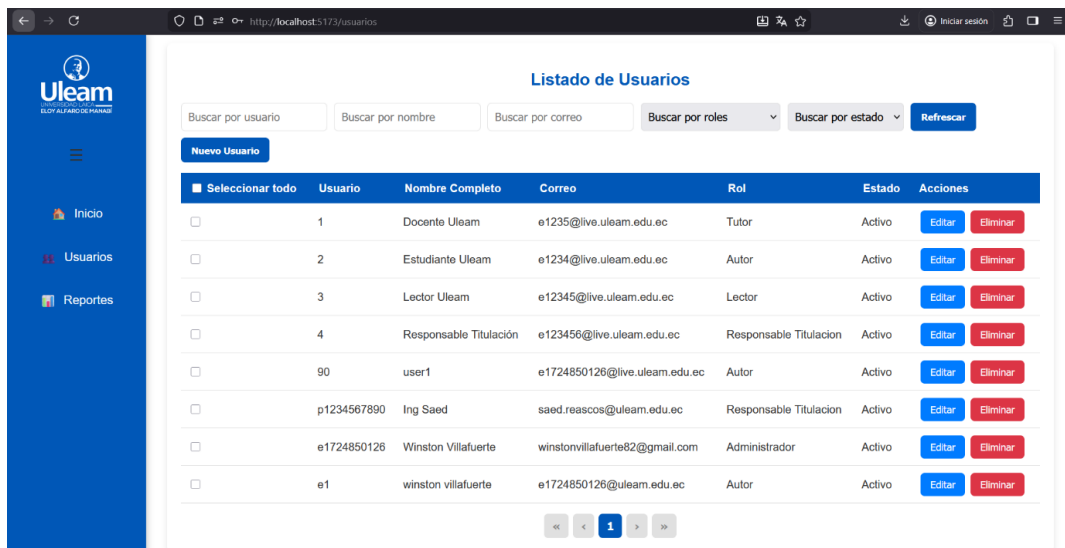 http://localhost:5173/usuarios
Iniciar sesión
Uleam
UNIVERSIDAD LAICA
ELOY ALFARO DE MANABÍ
Inicio
Usuarios
Reportes
Listado de Usuarios
Buscar por usuario Buscar por nombre Buscar por correo Buscar por roles Buscar por estado Refrescar
Nuevo Usuario
Seleccionar todo Usuario Nombre Completo Correo Rol Estado Acciones
1 Docente Uleam e1235@live.uleam.edu.ec Tutor Activo Editar Eliminar
2 Estudiante Uleam e1234@live.uleam.edu.ec Autor Activo Editar Eliminar
3 Lector Uleam e12345@live.uleam.edu.ec Lector Activo Editar Eliminar
4 Responsable Titulación e123456@live.uleam.edu.ec Responsable Titulacion Activo Editar Eliminar
90 user1 e1724850126@live.uleam.edu.ec Autor Activo Editar Eliminar
p1234567890 Ing Saed saed.reascos@uleam.edu.ec Responsable Titulacion Activo Editar Eliminar
e1724850126 Winston Villafuerte winstonvillafuerte82@gmail.com Administrador Activo Editar Eliminar
e1 winston villafuerte e1724850126@uleam.edu.ec Autor Activo Editar Eliminar
« ‹ 1 › »